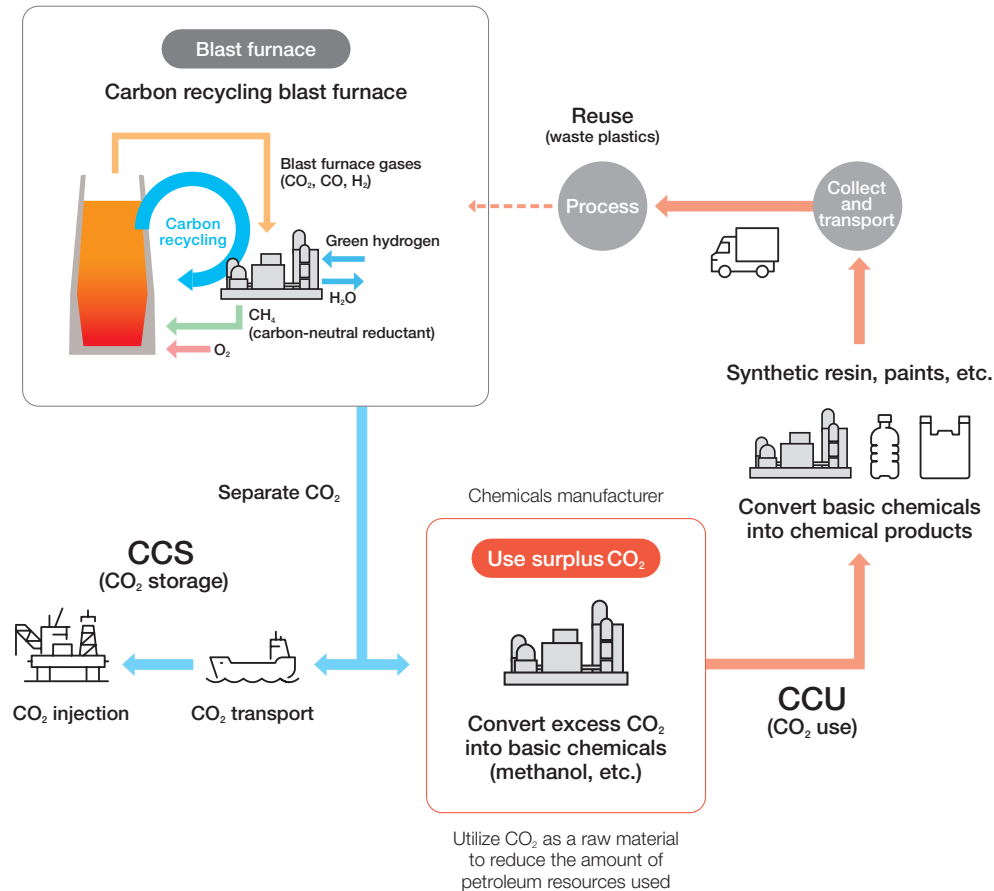 Blast furnace
Carbon recycling blast furnace
Blast furnace gases
(CO₂, CO, H₂)
Carbon
recycling
Green hydrogen
H₂O
CH₄
(carbon-neutral reductant)
O₂
Reuse
(waste plastics)
Process
Collect
and
transport
Synthetic resin, paints, etc.
Convert basic chemicals
into chemical products
Separate CO₂
CCS
(CO₂ storage)
CO₂ injection
CO₂ transport
Chemicals manufacturer
Use surplus CO₂
Convert excess CO₂
into basic chemicals
(methanol, etc.)
CCU
(CO₂ use)
Utilize CO₂ as a raw material
to reduce the amount of
petroleum resources used